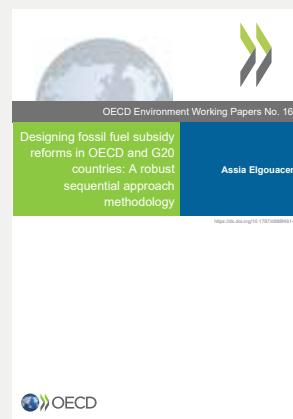 OECD Environment Working Papers No. 16
Designing fossil fuel subsidy
reforms in OECD and G20
countries: A robust
sequential approach
methodology
Assia Elgouacem
OECD